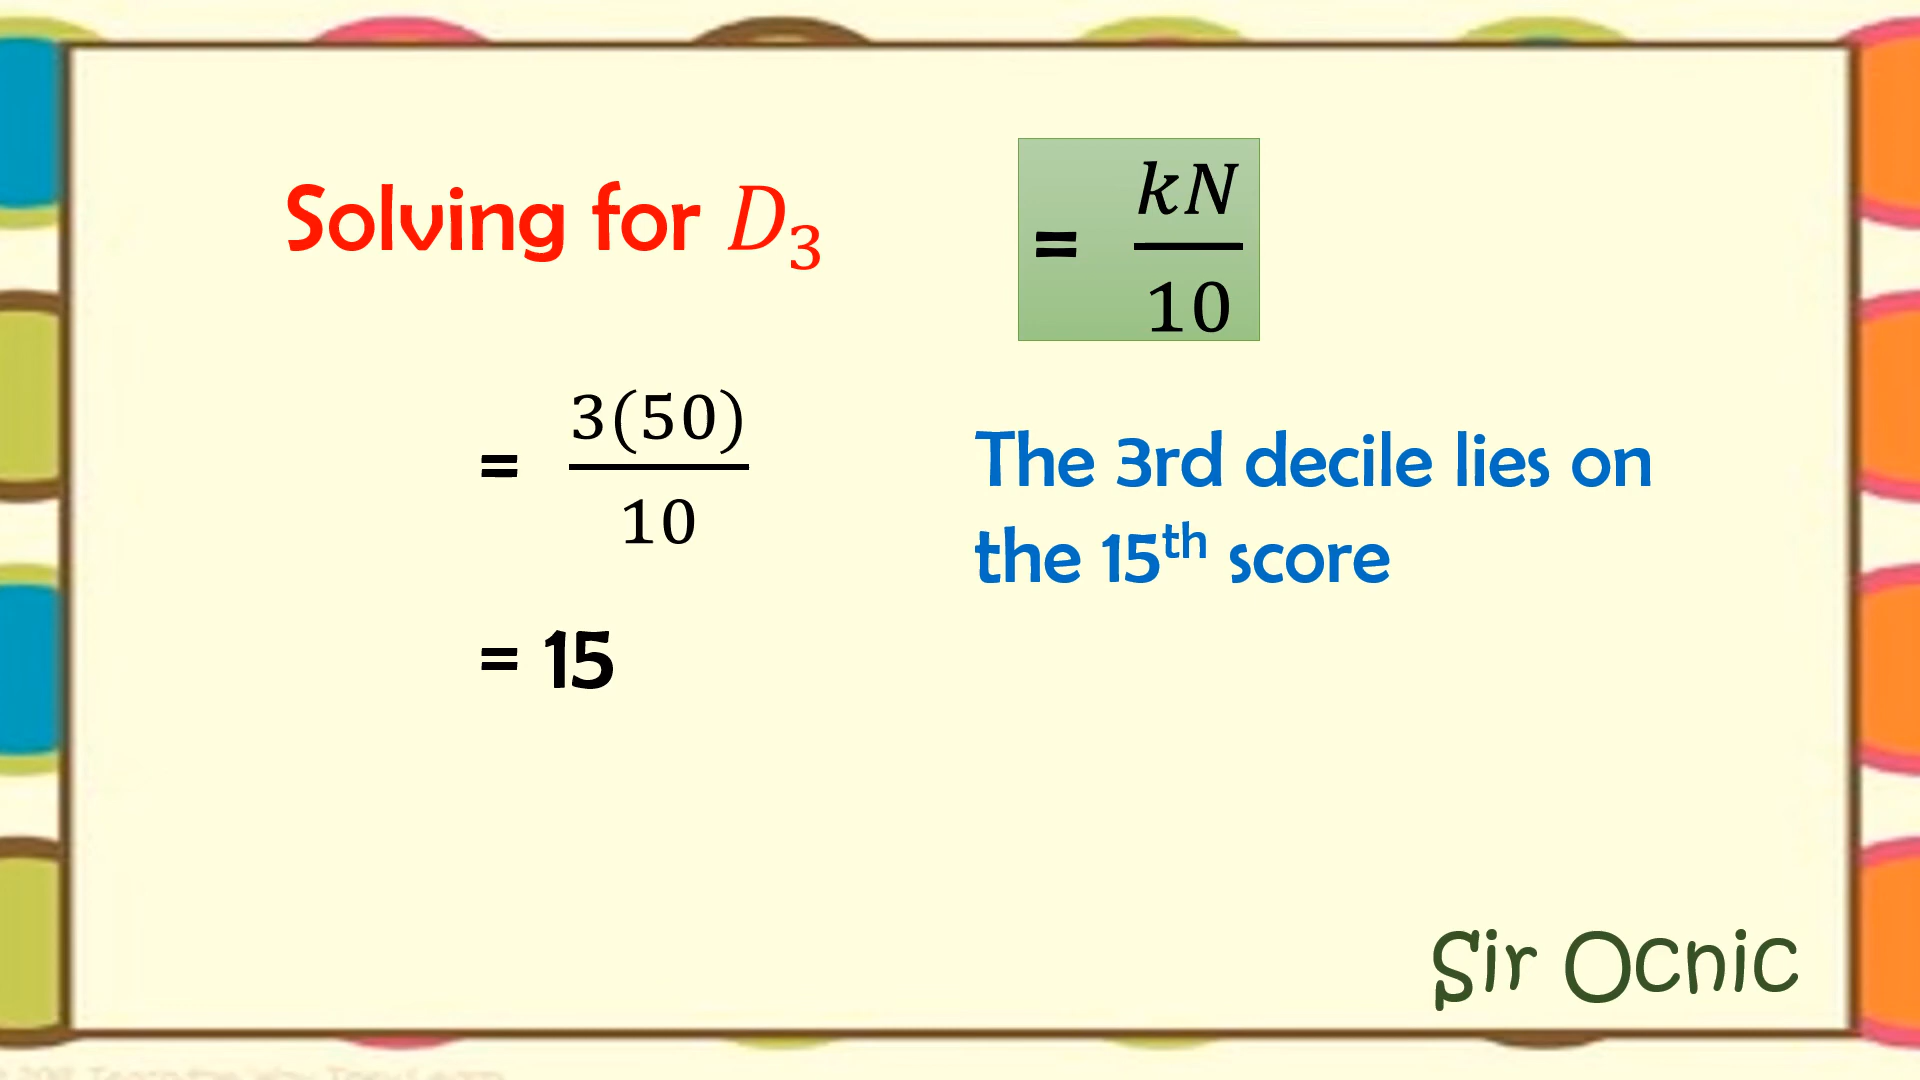 Solving for D₃
= kN/10
= 3(50)/10
The 3rd decile lies on
the 15th score
= 15
Sir Ocnic